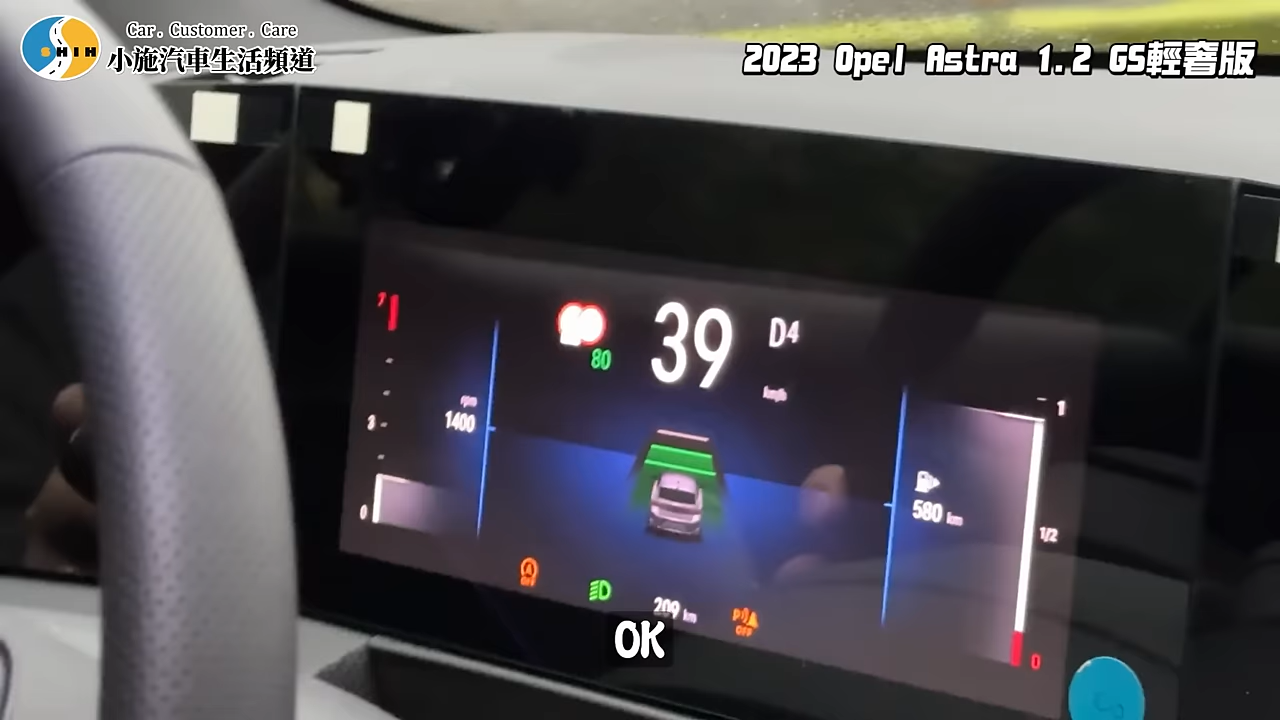 Car. Customer. Care
SHIH
小施汽車生活頻道
2023 Opel Astra 1.2 GS輕奢版
7
3
0
rpm
1400
80
39
D4
km/h
1
1/2
0
580 km
A
OFF
209 km
OFF
OK